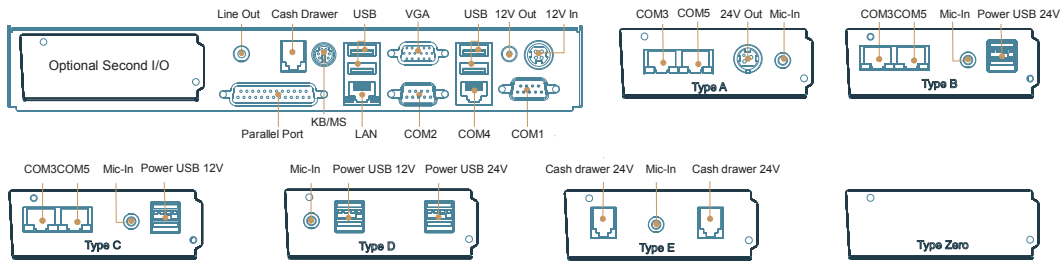 Line Out Cash Drawer USB VGA USB 12V Out 12V In
Optional Second I/O
Parallel Port KB/MS LAN COM2 COM4 COM1
COM3 COM5 24V Out Mic-In
Type A
COM3COM5 Mic-In Power USB 24V
Type B
COM3COM5 Mic-In Power USB 12V
Type C
Mic-In Power USB 12V Power USB 24V
Type D
Cash drawer 24V Mic-In Cash drawer 24V
Type E
Type Zero